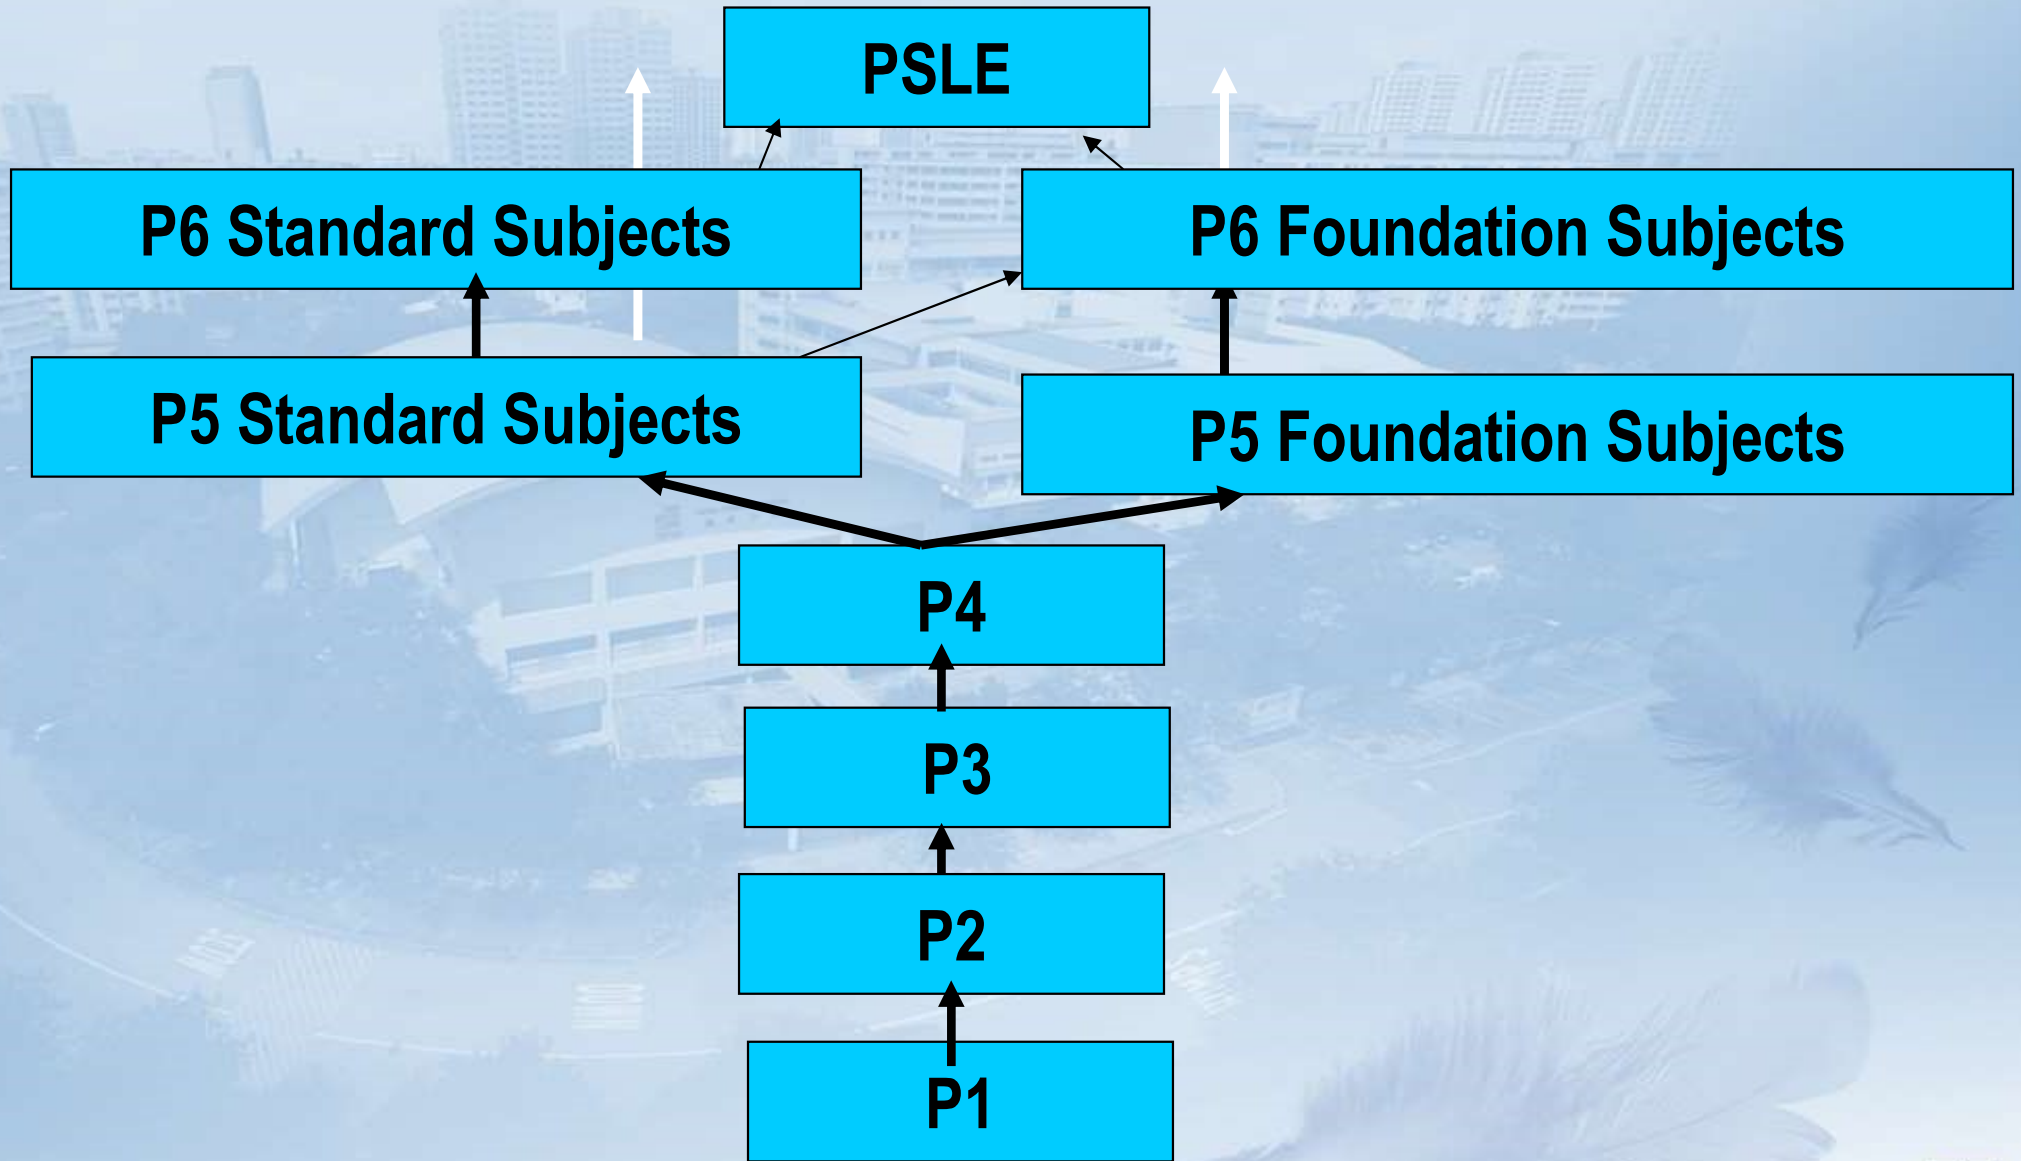 PSLE
P6 Standard Subjects
P6 Foundation Subjects
P5 Standard Subjects
P5 Foundation Subjects
P4
P3
P2
P1